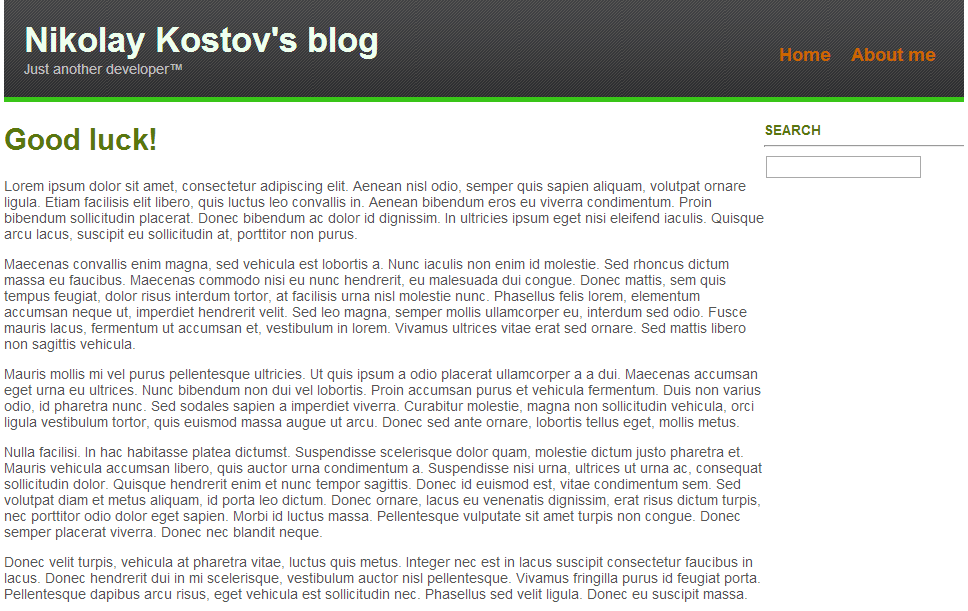 Nikolay Kostov's blog
Just another developer™
Home About me
Good luck!
Lorem ipsum dolor sit amet, consectetur adipiscing elit. Aenean nisl odio, semper quis sapien aliquam, volutpat ornare
ligula. Etiam facilisis elit libero, quis luctus leo convallis in. Aenean bibendum eros eu viverra condimentum. Proin
bibendum sollicitudin placerat. Donec bibendum ac dolor id dignissim. In ultricies ipsum eget nisi eleifend iaculis. Quisque
arcu lacus, suscipit eu sollicitudin at, porttitor non purus.
Maecenas convallis enim magna, sed vehicula est lobortis a. Nunc iaculis non enim id molestie. Sed rhoncus dictum
massa eu faucibus. Maecenas commodo nisi eu nunc hendrerit, eu malesuada dui congue. Donec mattis, sem quis
tempus feugiat, dolor risus interdum tortor, at facilisis urna nisl molestie nunc. Phasellus felis lorem, elementum
accumsan neque ut, imperdiet hendrerit velit. Sed leo magna, semper mollis ullamcorper eu, interdum sed odio. Fusce
mauris lacus, fermentum ut accumsan et, vestibulum in lorem. Vivamus ultrices vitae erat sed ornare. Sed mattis libero
non sagittis vehicula.
Mauris mollis mi vel purus pellentesque ultricies. Ut quis ipsum a odio placerat ullamcorper a a dui. Maecenas accumsan
eget urna eu ultrices. Nunc bibendum non dui vel lobortis. Proin accumsan purus et vehicula fermentum. Duis non varius
odio, id pharetra nunc. Sed sodales sapien a imperdiet viverra. Curabitur molestie, magna non sollicitudin vehicula, orci
ligula vestibulum tortor, quis euismod massa augue ut arcu. Donec sed ante ornare, lobortis tellus eget, mollis metus.
Nulla facilisi. In hac habitasse platea dictumst. Suspendisse scelerisque dolor quam, molestie dictum justo pharetra et.
Mauris vehicula accumsan libero, quis auctor urna condimentum a. Suspendisse nisi urna, ultrices ut urna ac, consequat
sollicitudin dolor. Quisque hendrerit enim et nunc tempor sagittis. Donec id euismod est, vitae condimentum sem. Sed
volutpat diam et metus aliquam, id porta leo dictum. Donec ornare, lacus eu venenatis dignissim, erat risus dictum turpis,
nec porttitor odio dolor eget sapien. Morbi id luctus massa. Pellentesque vulputate sit amet turpis non congue. Donec
semper placerat viverra. Donec nec blandit neque.
Donec velit turpis, vehicula at pharetra vitae, luctus quis metus. Integer nec est in lacus suscipit consectetur faucibus in
lacus. Donec hendrerit dui in mi scelerisque, vestibulum auctor nisl pellentesque. Vivamus fringilla purus id feugiat porta.
Pellentesque dapibus arcu risus, eget vehicula est sollicitudin nec. Phasellus sed velit ligula. Donec eu suscipit massa.
SEARCH